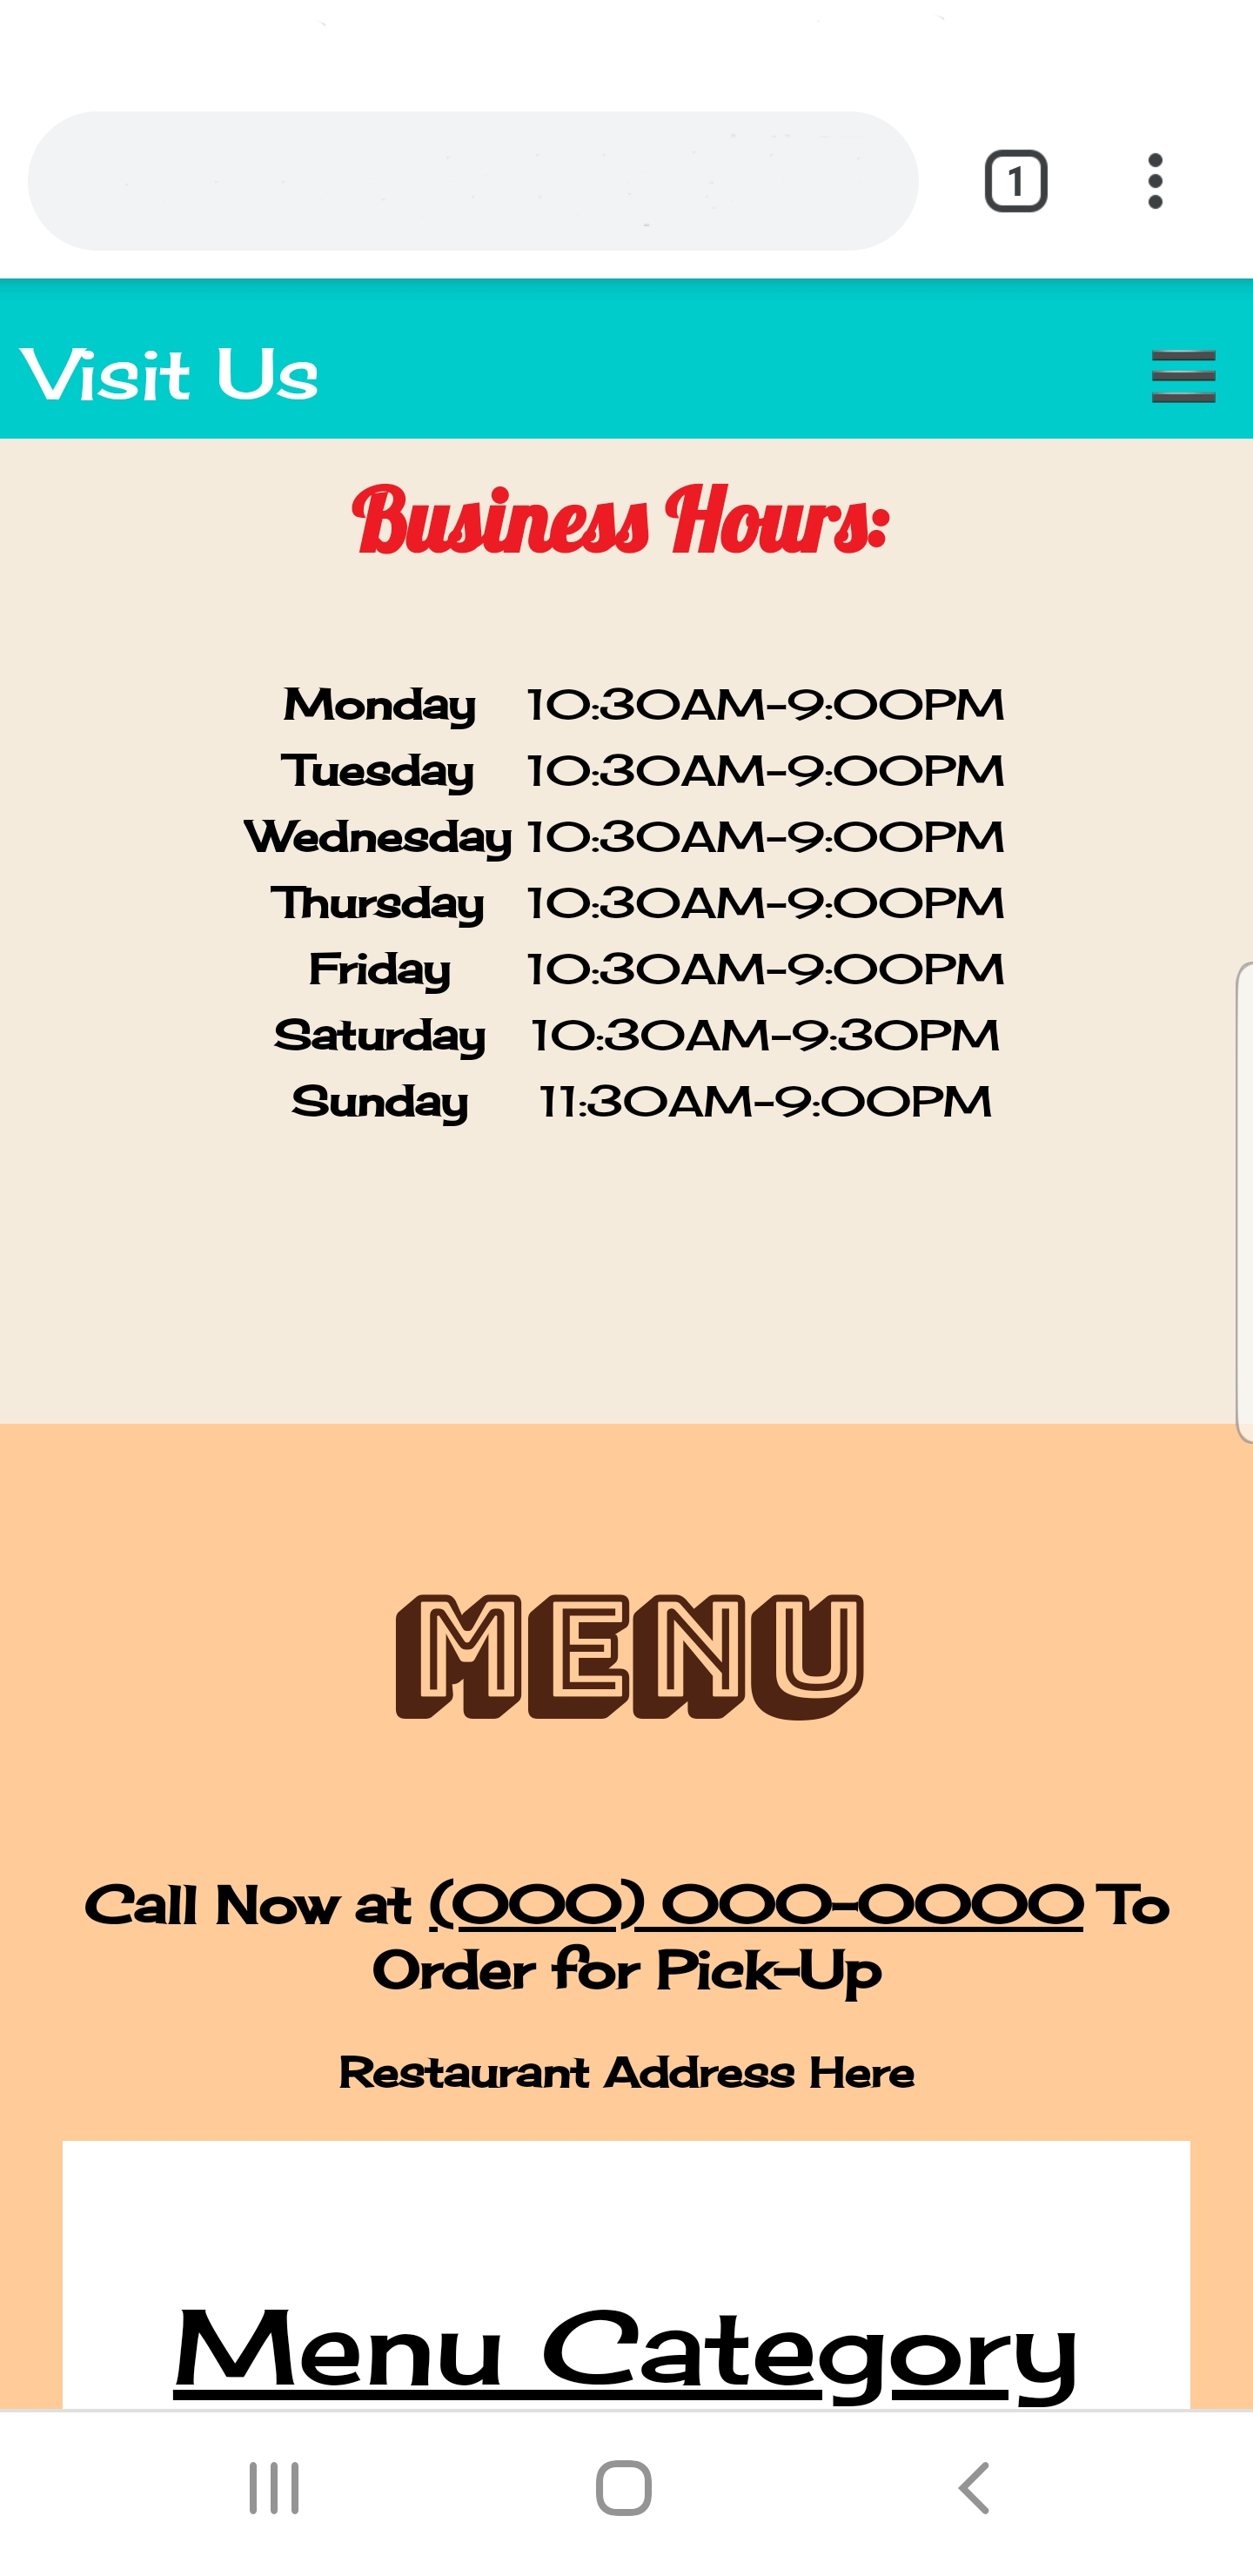 1
Visit Us
Business Hours:
Monday 10:30AM-9:00PM
Tuesday 10:30AM-9:00PM
Wednesday 10:30AM-9:00PM
Thursday 10:30AM-9:00PM
Friday 10:30AM-9:00PM
Saturday 10:30AM-9:30PM
Sunday 11:30AM-9:00PM
MENU
Call Now at (000) 000-0000 To
Order for Pick-Up
Restaurant Address Here
Menu Category